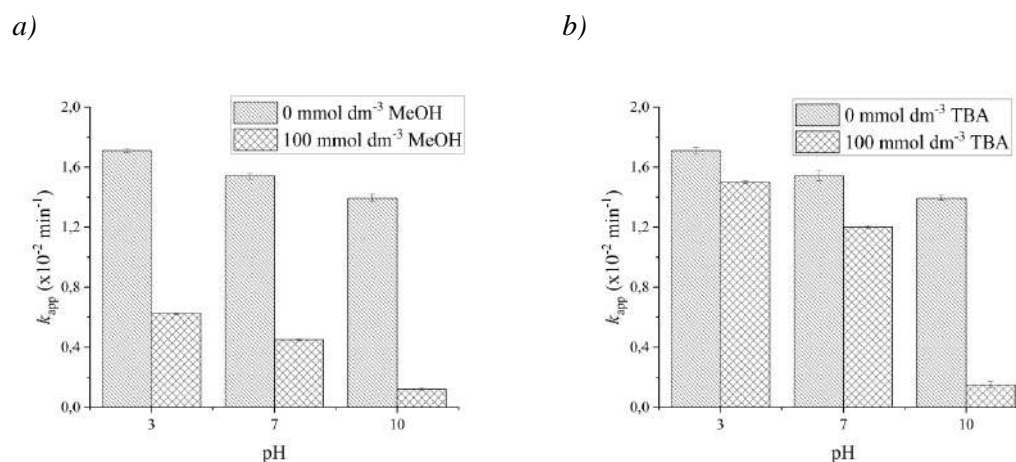 a)
2,0
1,6
1,2
0,8
0,4
0,0
k_app (x10⁻² min⁻¹)
0 mmol dm⁻³ MeOH
100 mmol dm⁻³ MeOH
3 7 10
pH
b)
2,0
1,6
1,2
0,8
0,4
0,0
k_app (x10⁻² min⁻¹)
0 mmol dm⁻³ TBA
100 mmol dm⁻³ TBA
3 7 10
pH